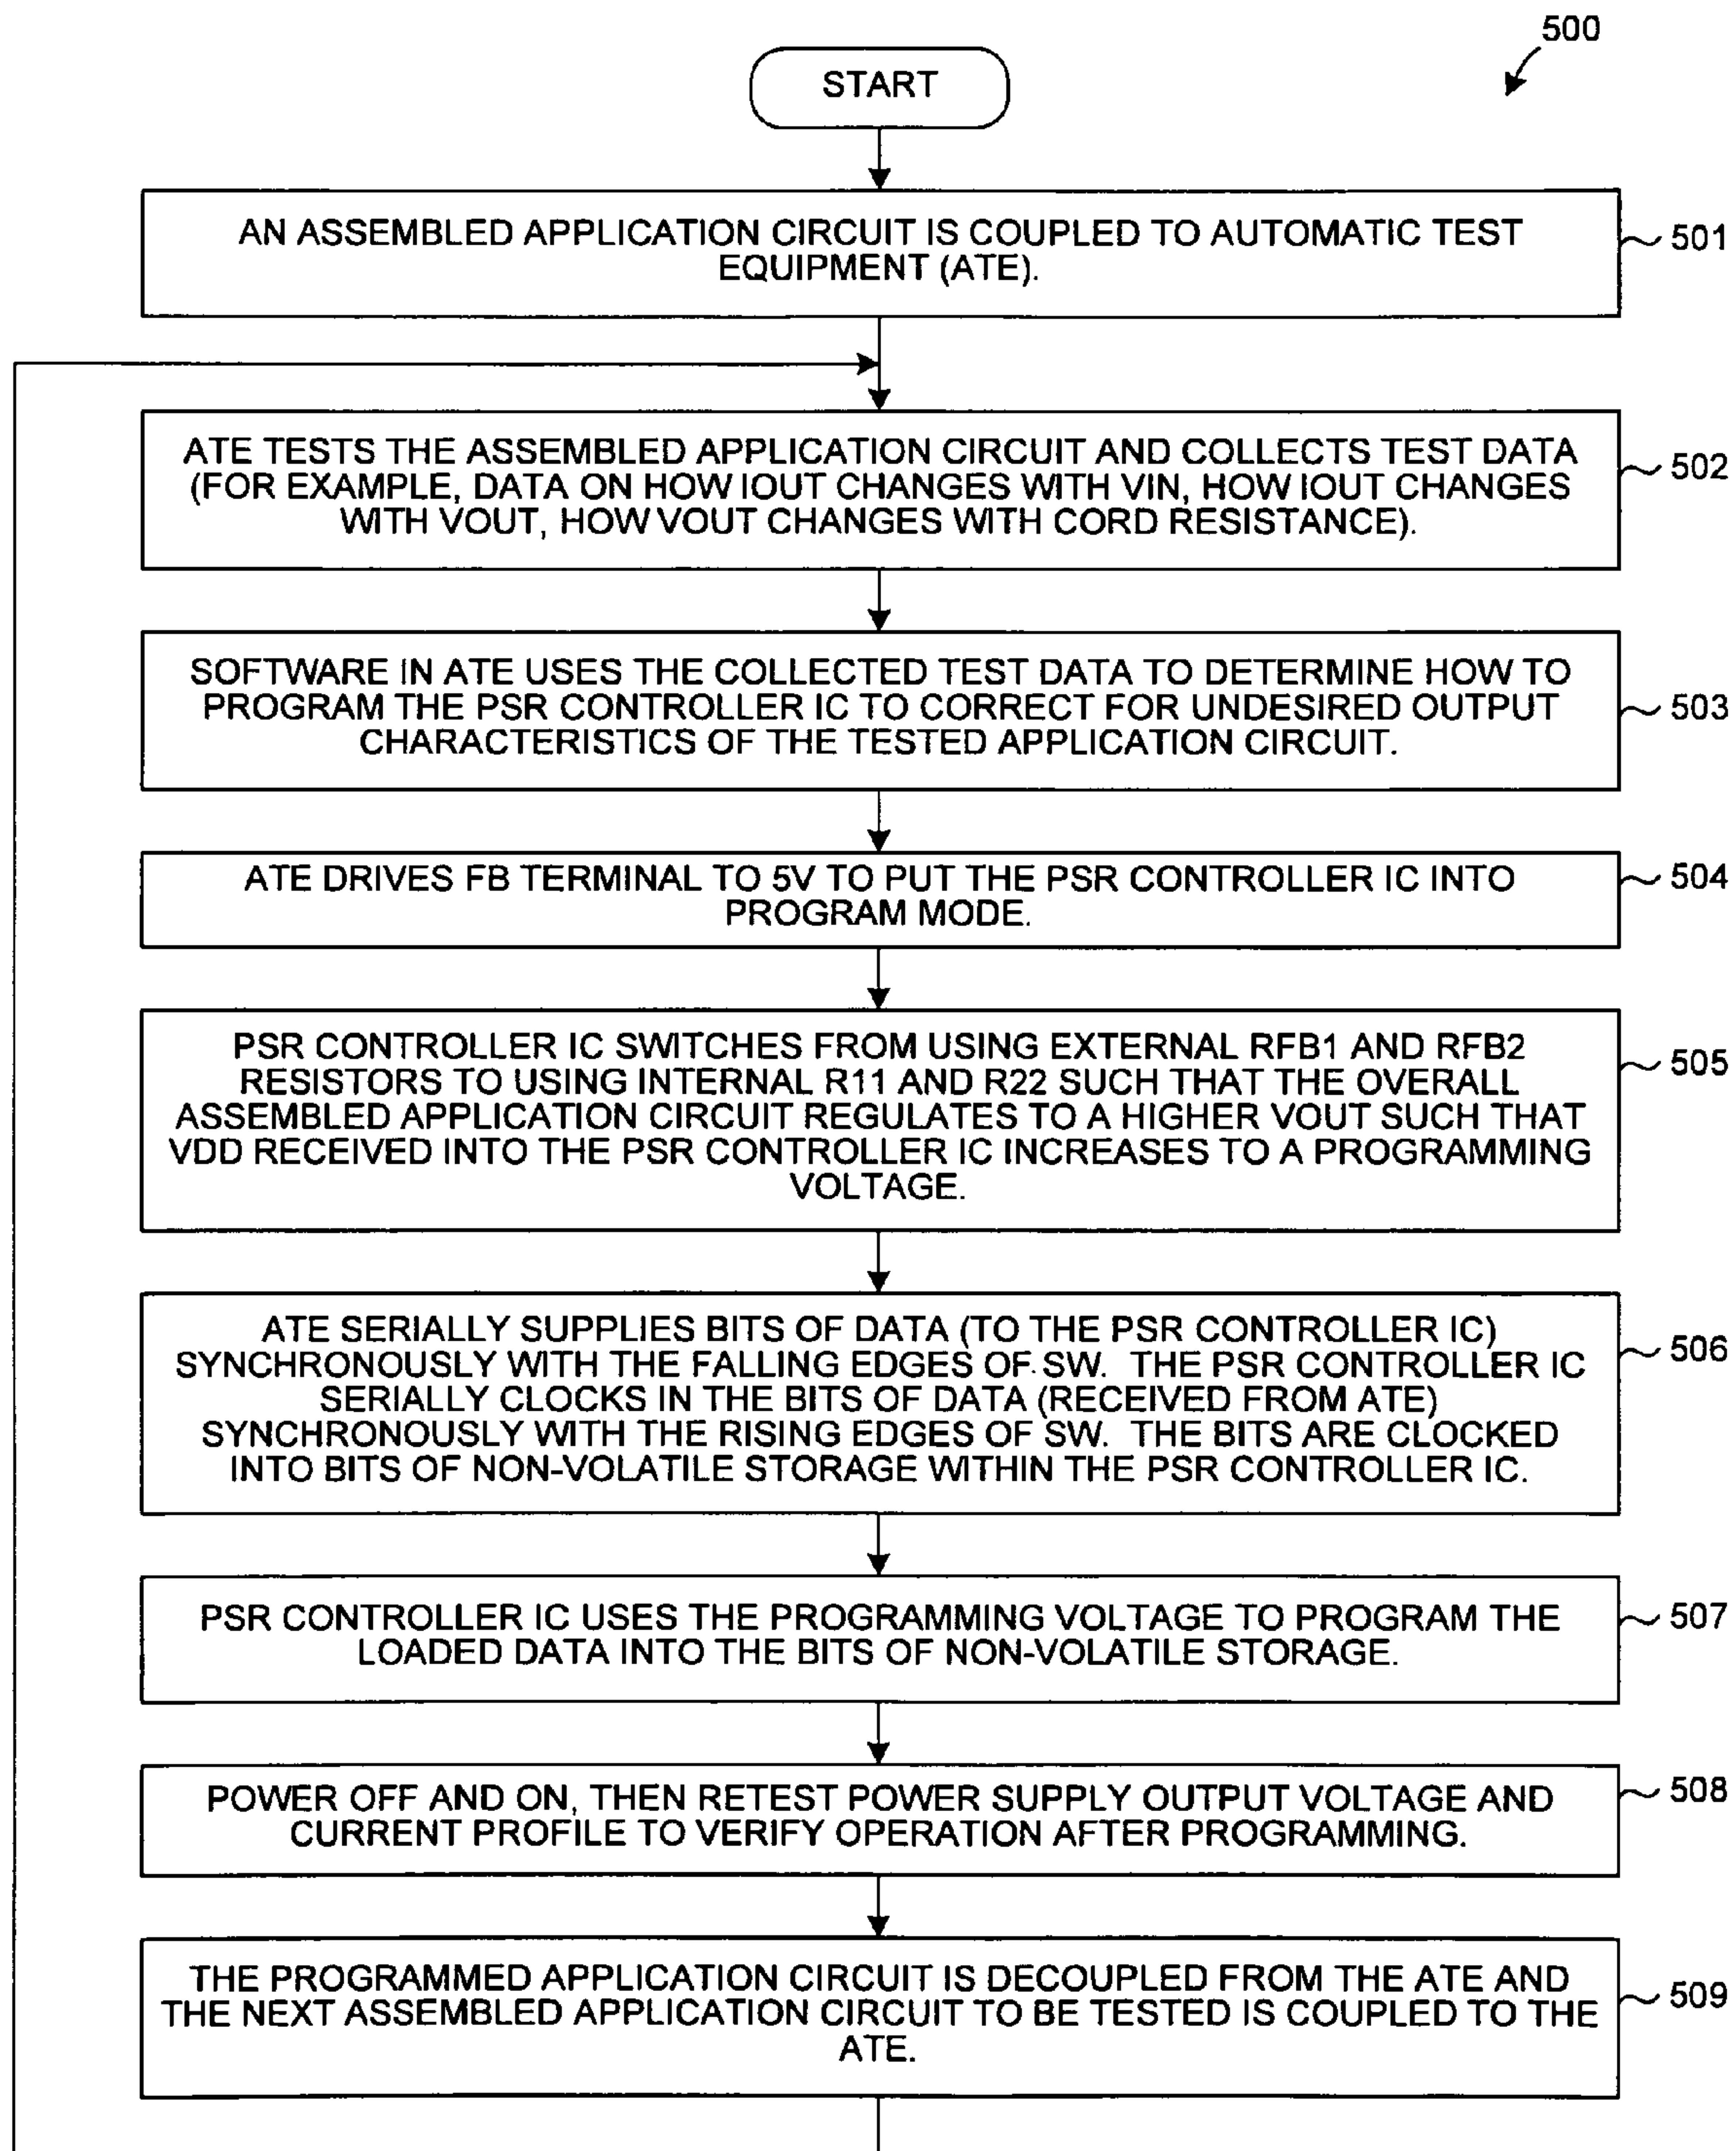 500
START
AN ASSEMBLED APPLICATION CIRCUIT IS COUPLED TO AUTOMATIC TEST
EQUIPMENT (ATE).
501
ATE TESTS THE ASSEMBLED APPLICATION CIRCUIT AND COLLECTS TEST DATA
(FOR EXAMPLE, DATA ON HOW IOUT CHANGES WITH VIN, HOW IOUT CHANGES
WITH VOUT, HOW VOUT CHANGES WITH CORD RESISTANCE).
502
SOFTWARE IN ATE USES THE COLLECTED TEST DATA TO DETERMINE HOW TO
PROGRAM THE PSR CONTROLLER IC TO CORRECT FOR UNDESIRED OUTPUT
CHARACTERISTICS OF THE TESTED APPLICATION CIRCUIT.
503
ATE DRIVES FB TERMINAL TO 5V TO PUT THE PSR CONTROLLER IC INTO
PROGRAM MODE.
504
PSR CONTROLLER IC SWITCHES FROM USING EXTERNAL RFB1 AND RFB2
RESISTORS TO USING INTERNAL R11 AND R22 SUCH THAT THE OVERALL
ASSEMBLED APPLICATION CIRCUIT REGULATES TO A HIGHER VOUT SUCH THAT
VDD RECEIVED INTO THE PSR CONTROLLER IC INCREASES TO A PROGRAMMING
VOLTAGE.
505
ATE SERIALLY SUPPLIES BITS OF DATA (TO THE PSR CONTROLLER IC)
SYNCHRONOUSLY WITH THE FALLING EDGES OF SW. THE PSR CONTROLLER IC
SERIALLY CLOCKS IN THE BITS OF DATA (RECEIVED FROM ATE)
SYNCHRONOUSLY WITH THE RISING EDGES OF SW. THE BITS ARE CLOCKED
INTO BITS OF NON-VOLATILE STORAGE WITHIN THE PSR CONTROLLER IC.
506
PSR CONTROLLER IC USES THE PROGRAMMING VOLTAGE TO PROGRAM THE
LOADED DATA INTO THE BITS OF NON-VOLATILE STORAGE.
507
POWER OFF AND ON, THEN RETEST POWER SUPPLY OUTPUT VOLTAGE AND
CURRENT PROFILE TO VERIFY OPERATION AFTER PROGRAMMING.
508
THE PROGRAMMED APPLICATION CIRCUIT IS DECOUPLED FROM THE ATE AND
THE NEXT ASSEMBLED APPLICATION CIRCUIT TO BE TESTED IS COUPLED TO THE
ATE.
509